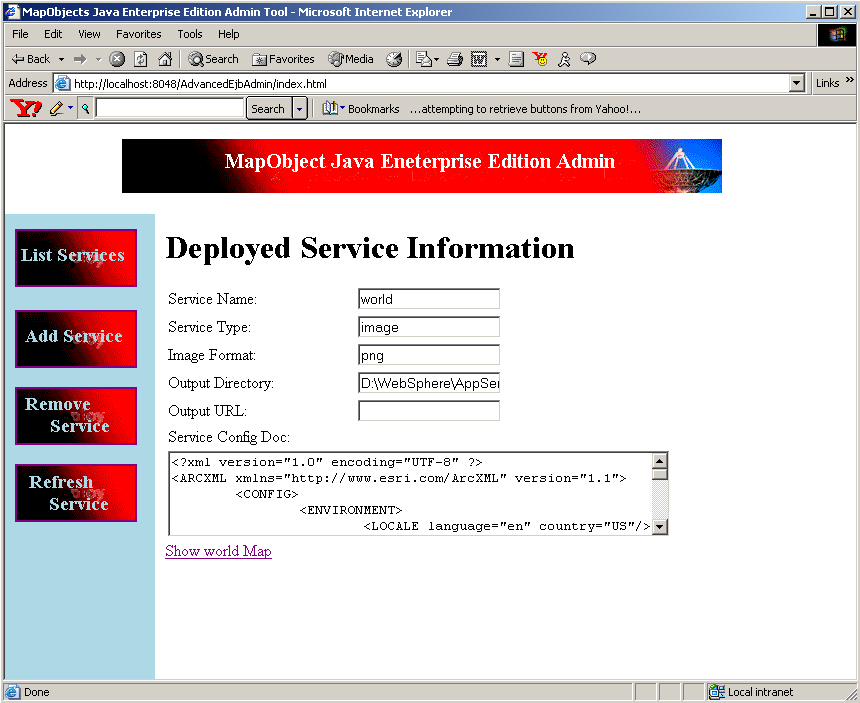 MapObjects Java Enterprise Edition Admin Tool - Microsoft Internet Explorer
File Edit View Favorites Tools Help
Back Search Favorites Media
Address http://localhost:8048/AdvancedEjbAdmin/index.html Links »
Y! Search Bookmarks ...attempting to retrieve buttons from Yahoo!...
MapObject Java Eneterprise Edition Admin
List Services
Add Service
Remove
Service
Refresh
Service
Deployed Service Information
Service Name: world
Service Type: image
Image Format: png
Output Directory: D:\WebSphere\AppSer
Output URL:
Service Config Doc:
<?xml version="1.0" encoding="UTF-8" ?>
<ARCXML xmlns="http://www.esri.com/ArcXML" version="1.1">
<CONFIG>
<ENVIRONMENT>
<LOCALE language="en" country="US"/>
Show world Map
Done Local intranet